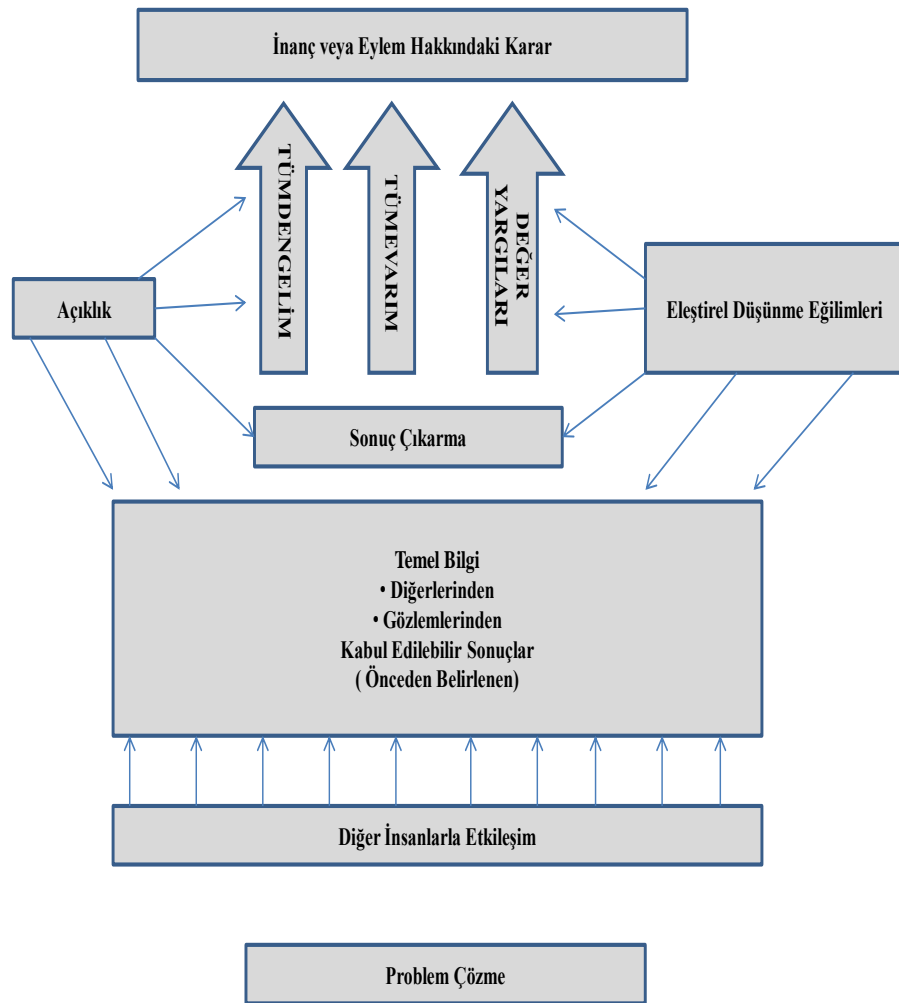 İnanç veya Eylem Hakkındaki Karar
TÜMDENGELİM
TÜMEVARIM
DEĞER
YARGILARI
Açıklık
Eleştirel Düşünme Eğilimleri
Sonuç Çıkarma
Temel Bilgi
• Diğerlerinden
• Gözlemlerinden
Kabul Edilebilir Sonuçlar
( Önceden Belirlenen)
Diğer İnsanlarla Etkileşim
Problem Çözme